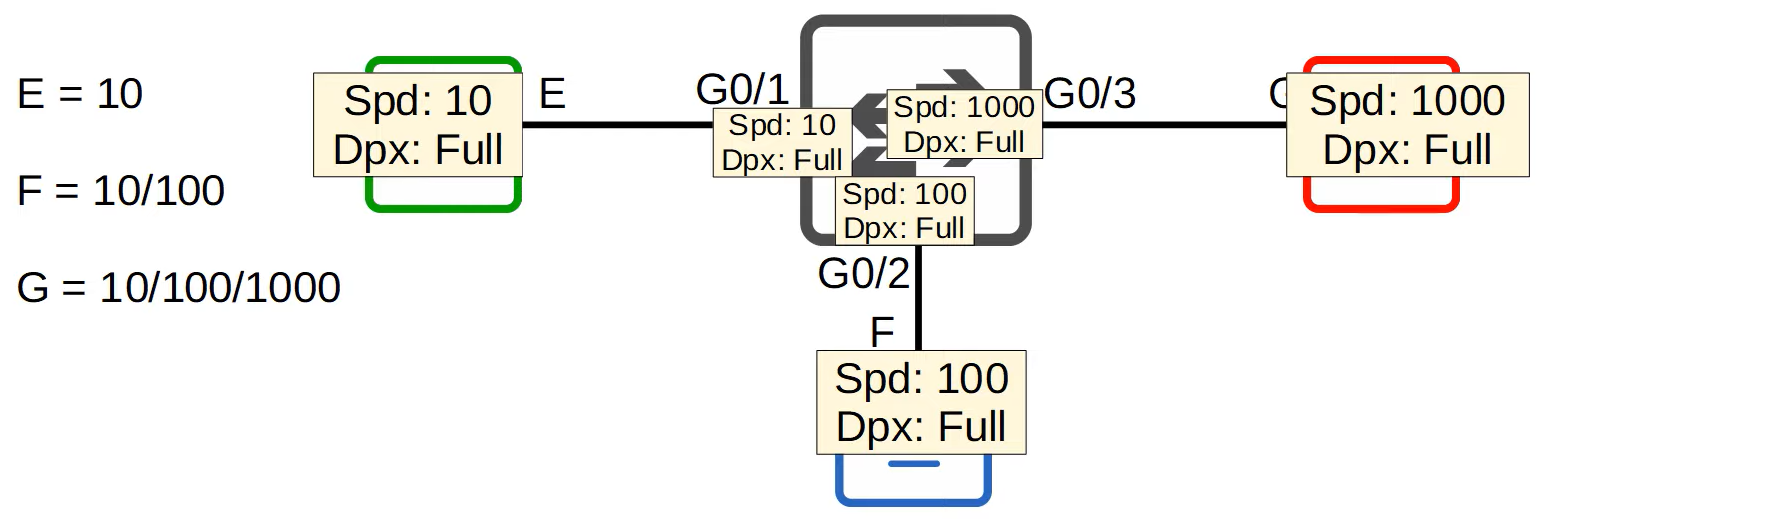 E = 10
F = 10/100
G = 10/100/1000
Spd: 10
Dpx: Full
E
G0/1
Spd: 10
Dpx: Full
Spd: 1000
Dpx: Full
G0/3
Spd: 1000
Dpx: Full
Spd: 100
Dpx: Full
G0/2
F
Spd: 100
Dpx: Full